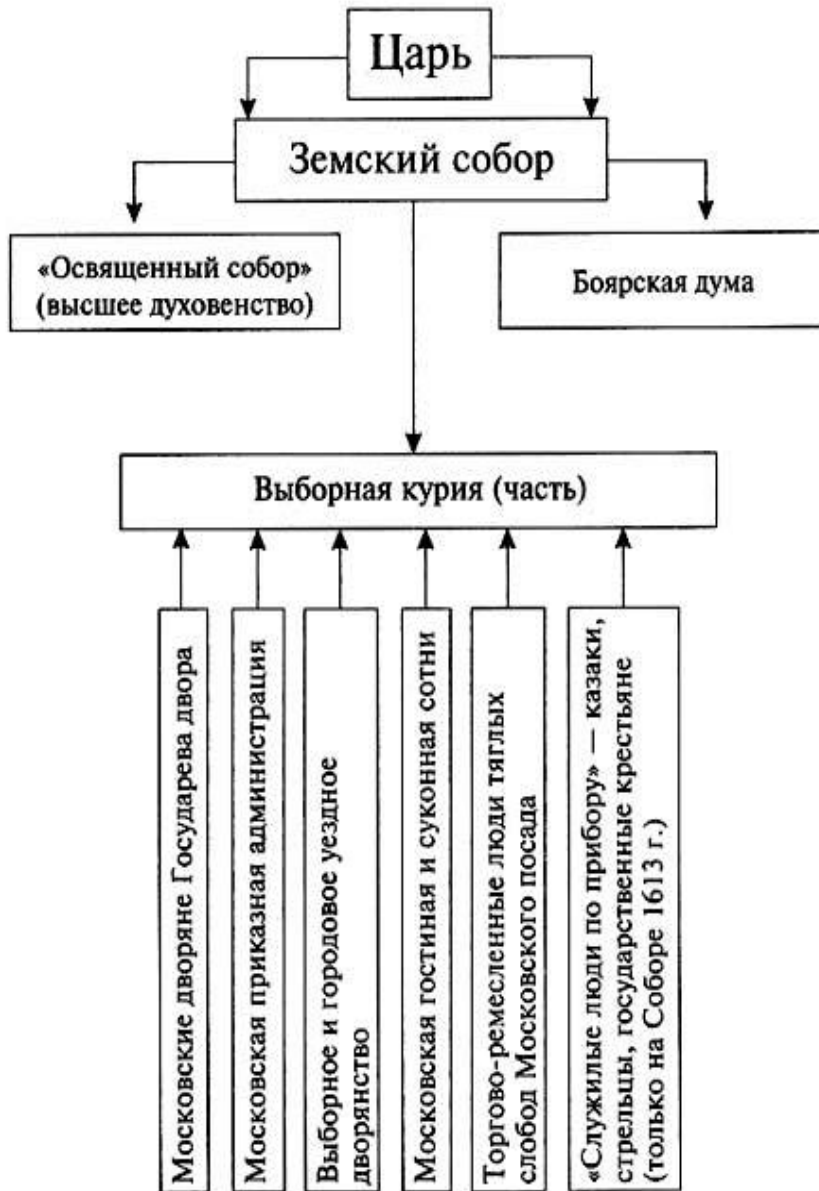 Царь
Земский собор
«Освященный собор»
(высшее духовенство)
Боярская дума
Выборная курия (часть)
Московские дворяне Государева двора
Московская приказная администрация
Выборное и городовое уездное
дворянство
Московская гостиная и суконная сотни
Торгово-ремесленные люди тяглых
слобод Московского посада
«Служилые люди по прибору» — казаки,
стрельцы, государственные крестьяне
(только на Соборе 1613 г.)